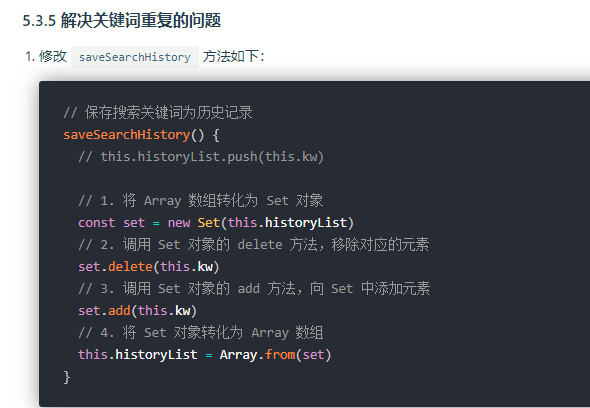 5.3.5 解决关键词重复的问题
1. 修改 saveSearchHistory 方法如下：
// 保存搜索关键词为历史记录
saveSearchHistory() {
// this.historyList.push(this.kw)
// 1. 将 Array 数组转化为 Set 对象
const set = new Set(this.historyList)
// 2. 调用 Set 对象的 delete 方法，移除对应的元素
set.delete(this.kw)
// 3. 调用 Set 对象的 add 方法，向 Set 中添加元素
set.add(this.kw)
// 4. 将 Set 对象转化为 Array 数组
this.historyList = Array.from(set)
}